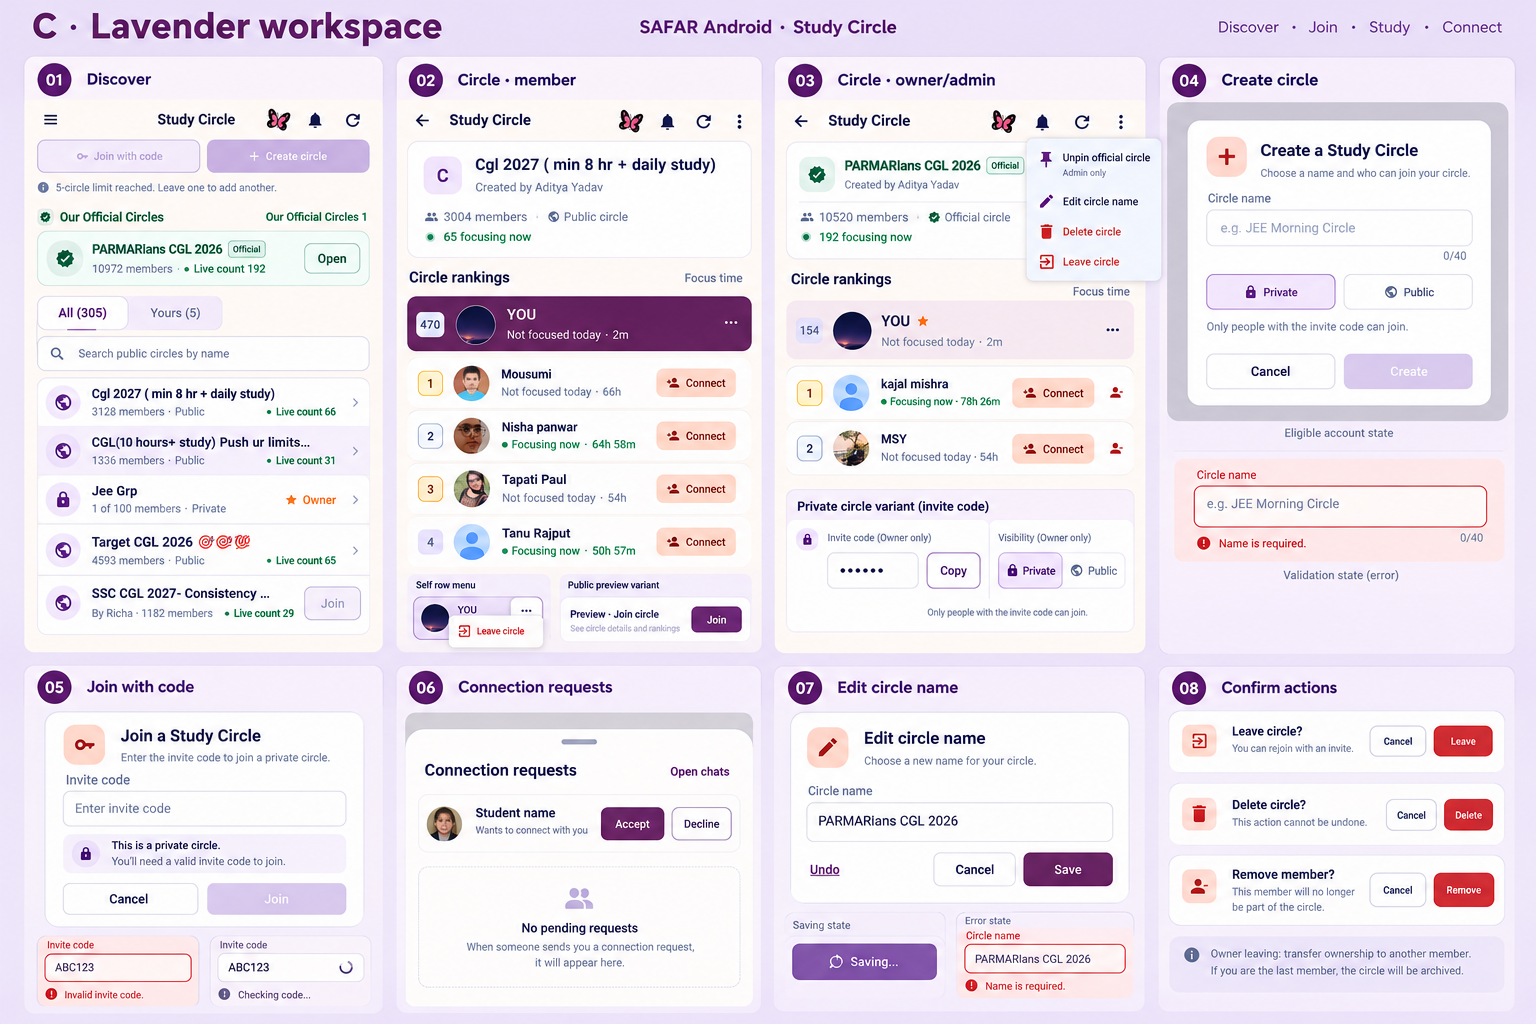 C · Lavender workspace
SAFAR Android · Study Circle
Discover · Join · Study · Connect
01 Discover
Study Circle
Join with code
+ Create circle
5-circle limit reached. Leave one to add another.
Our Official Circles
Our Official Circles 1
PARMARIans CGL 2026 Official
10972 members · • Live count 192
Open
All (305)
Yours (5)
Search public circles by name
Cgl 2027 ( min 8 hr + daily study)
3128 members · Public • Live count 66
CGL(10 hours+ study) Push ur limits...
1336 members · Public • Live count 31
Jee Grp
1 of 100 members · Private
Owner
Target CGL 2026 🎯🎯💯
4593 members · Public • Live count 65
SSC CGL 2027- Consistency ...
By Richa · 1182 members • Live count 29
Join
02 Circle · member
Study Circle
C
Cgl 2027 ( min 8 hr + daily study)
Created by Aditya Yadav
3004 members · Public circle
65 focusing now
Circle rankings
Focus time
470
YOU
Not focused today · 2m
1
Mousumi
Not focused today · 66h
Connect
2
Nisha panwar
• Focusing now · 64h 58m
Connect
3
Tapati Paul
Not focused today · 54h
Connect
4
Tanu Rajput
• Focusing now · 50h 57m
Connect
Self row menu
YOU
Leave circle
Public preview variant
Preview · Join circle
See circle details and rankings
Join
03 Circle · owner/admin
Study Circle
PARMARIans CGL 2026 Official
Created by Aditya Yadav
10520 members · Official circle
192 focusing now
Unpin official circle
Admin only
Edit circle name
Delete circle
Leave circle
Circle rankings
Focus time
154
YOU
Not focused today · 2m
1
kajal mishra
• Focusing now · 78h 26m
Connect
2
MSY
Not focused today · 54h
Connect
Private circle variant (invite code)
Invite code (Owner only)
••••••
Copy
Visibility (Owner only)
Private
Public
Only people with the invite code can join.
04 Create circle
Create a Study Circle
Choose a name and who can join your circle.
Circle name
e.g. JEE Morning Circle
0/40
Private
Public
Only people with the invite code can join.
Cancel
Create
Eligible account state
Circle name
e.g. JEE Morning Circle
Name is required.
0/40
Validation state (error)
05 Join with code
Join a Study Circle
Enter the invite code to join a private circle.
Invite code
Enter invite code
This is a private circle.
You'll need a valid invite code to join.
Cancel
Join
Invite code
ABC123
Invalid invite code.
Invite code
ABC123
Checking code...
06 Connection requests
Connection requests
Open chats
Student name
Wants to connect with you
Accept
Decline
No pending requests
When someone sends you a connection request,
it will appear here.
07 Edit circle name
Edit circle name
Choose a new name for your circle.
Circle name
PARMARIans CGL 2026
Undo
Cancel
Save
Saving state
Saving...
Error state
Circle name
PARMARIans CGL 2026
Name is required.
08 Confirm actions
Leave circle?
You can rejoin with an invite.
Cancel
Leave
Delete circle?
This action cannot be undone.
Cancel
Delete
Remove member?
This member will no longer
be part of the circle.
Cancel
Remove
Owner leaving: transfer ownership to another member.
If you are the last member, the circle will be archived.